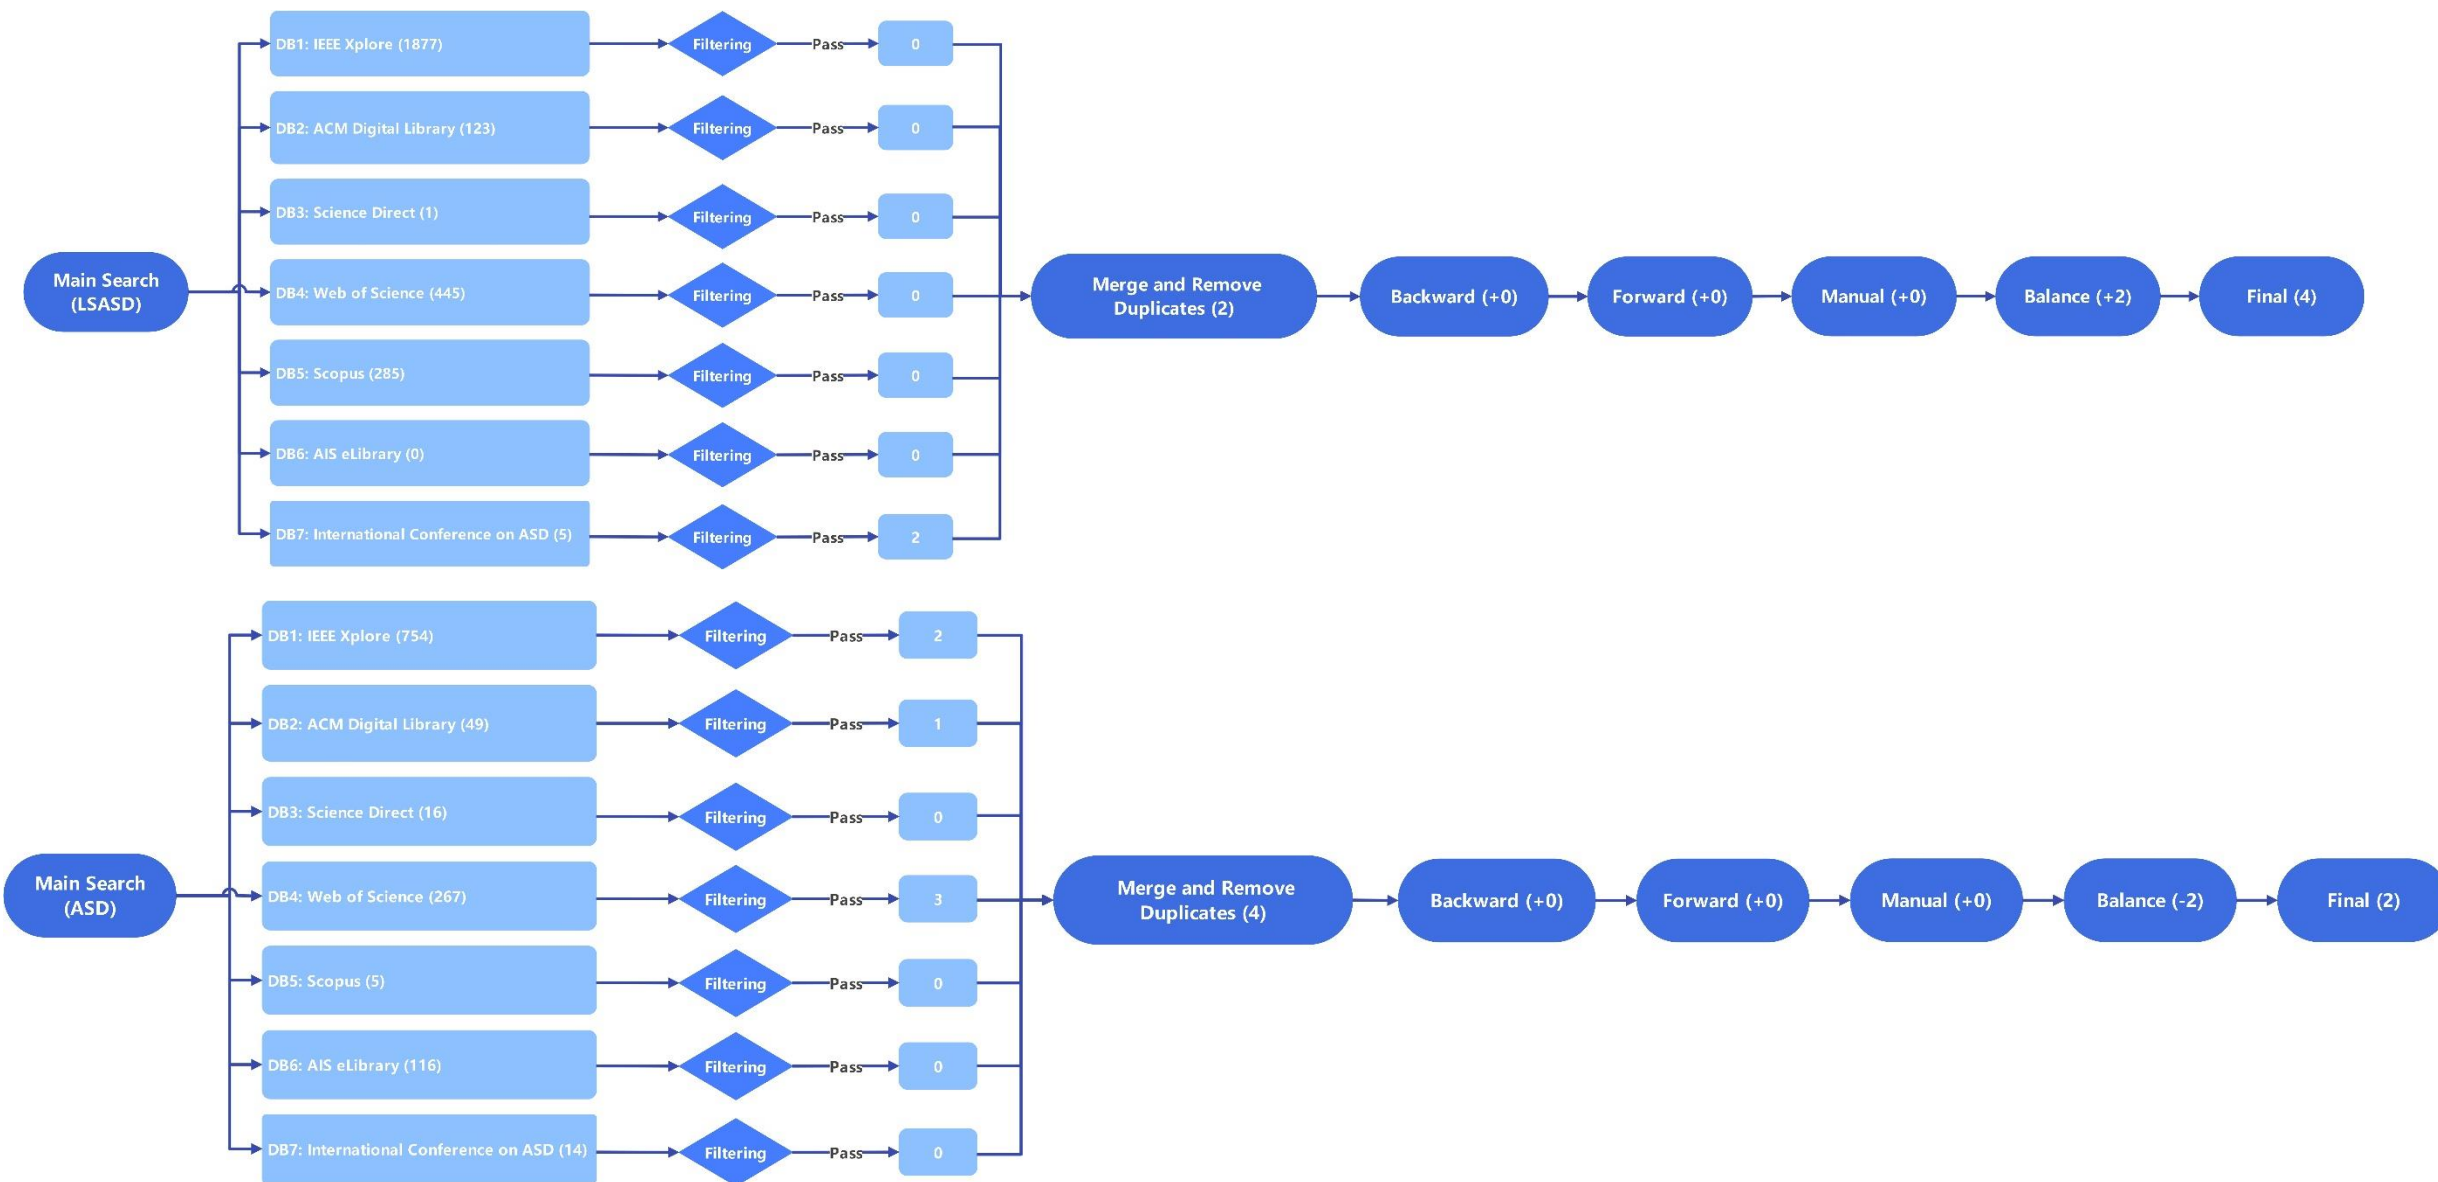 Main Search
(LSASD)
DB1: IEEE Xplore (1877)
Filtering
Pass
0
DB2: ACM Digital Library (123)
Filtering
Pass
0
DB3: Science Direct (1)
Filtering
Pass
0
DB4: Web of Science (445)
Filtering
Pass
0
DB5: Scopus (285)
Filtering
Pass
0
DB6: AIS eLibrary (0)
Filtering
Pass
0
DB7: International Conference on ASD (5)
Filtering
Pass
2
Merge and Remove
Duplicates (2)
Backward (+0)
Forward (+0)
Manual (+0)
Balance (+2)
Final (4)
Main Search
(ASD)
DB1: IEEE Xplore (754)
Filtering
Pass
2
DB2: ACM Digital Library (49)
Filtering
Pass
1
DB3: Science Direct (16)
Filtering
Pass
0
DB4: Web of Science (267)
Filtering
Pass
3
DB5: Scopus (5)
Filtering
Pass
0
DB6: AIS eLibrary (116)
Filtering
Pass
0
DB7: International Conference on ASD (14)
Filtering
Pass
0
Merge and Remove
Duplicates (4)
Backward (+0)
Forward (+0)
Manual (+0)
Balance (-2)
Final (2)